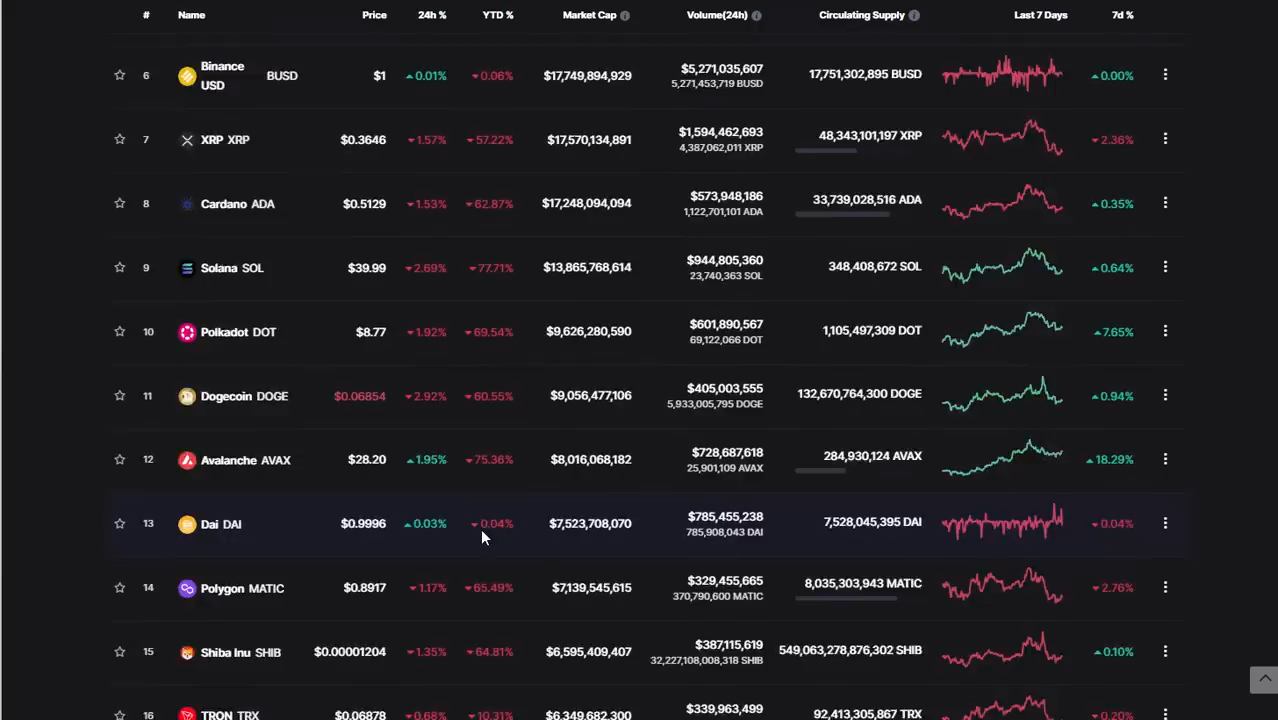 # Name Price 24h % YTD % Market Cap Volume(24h) Circulating Supply Last 7 Days 7d %
6 Binance USD BUSD $1 0.01% 0.06% $17,749,894,929 $5,271,035,607 17,751,302,895 BUSD 0.00%
5,271,453,719 BUSD
7 XRP XRP $0.3646 1.57% 57.22% $17,570,134,891 $1,594,462,693 48,343,101,197 XRP 2.36%
4,387,062,011 XRP
8 Cardano ADA $0.5129 1.53% 62.87% $17,248,094,094 $573,948,186 33,739,028,516 ADA 0.35%
1,122,701,101 ADA
9 Solana SOL $39.99 2.69% 77.71% $13,865,768,614 $944,805,360 348,408,672 SOL 0.64%
23,740,363 SOL
10 Polkadot DOT $8.77 1.92% 69.54% $9,626,280,590 $601,890,567 1,105,497,309 DOT 7.65%
69,122,066 DOT
11 Dogecoin DOGE $0.06854 2.92% 60.55% $9,056,477,106 $405,003,555 132,670,764,300 DOGE 0.94%
5,933,005,795 DOGE
12 Avalanche AVAX $28.20 1.95% 75.36% $8,016,068,182 $728,687,618 284,930,124 AVAX 18.29%
25,901,109 AVAX
13 Dai DAI $0.9996 0.03% 0.04% $7,523,708,070 $785,455,238 7,528,045,395 DAI 0.04%
785,908,043 DAI
14 Polygon MATIC $0.8917 1.17% 65.49% $7,139,545,615 $329,455,665 8,035,303,943 MATIC 2.76%
370,790,600 MATIC
15 Shiba Inu SHIB $0.00001204 1.35% 64.81% $6,595,409,407 $387,115,619 549,063,278,876,302 SHIB 0.10%
32,227,108,008,318 SHIB
16 TRON TRX $0.06878 0.68% 10.31% $6,349,682,300 $339,963,499 92,413,305,867 TRX 0.20%